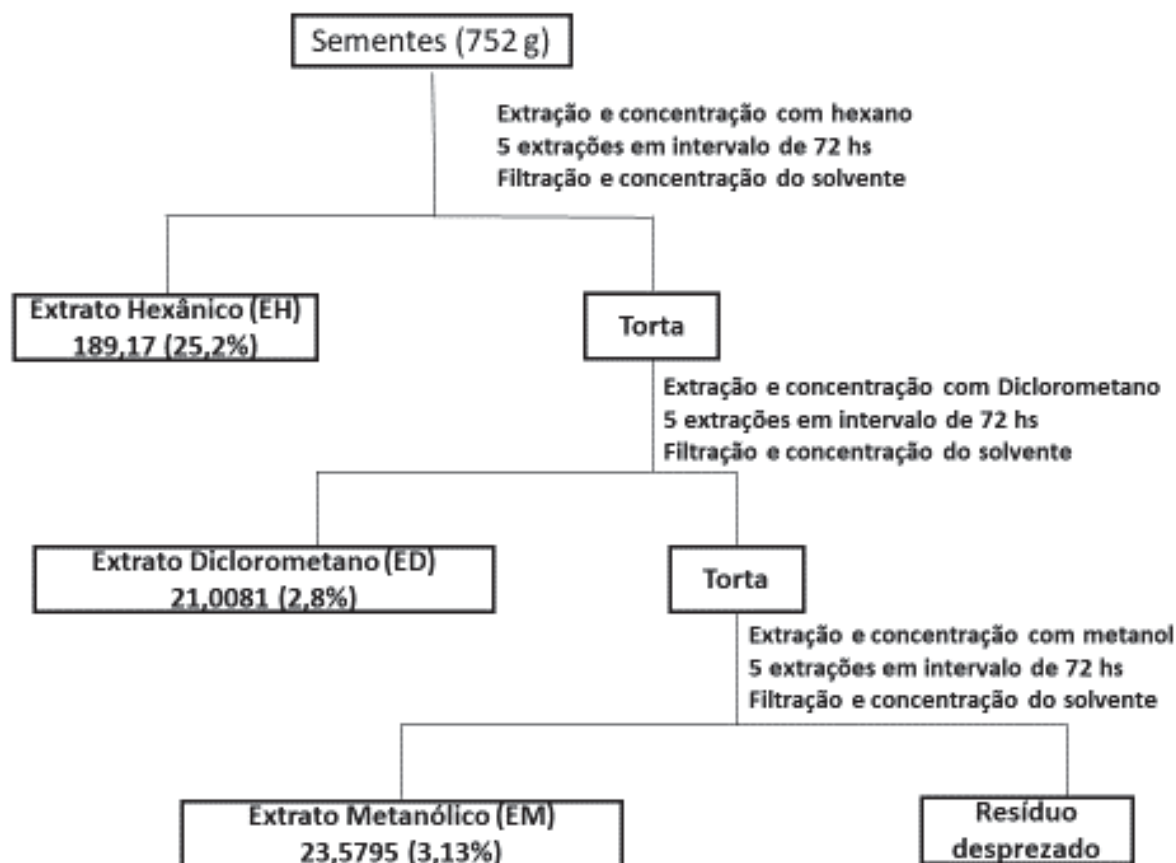 Sementes (752 g)
Extração e concentração com hexano
5 extrações em intervalo de 72 hs
Filtração e concentração do solvente
Extrato Hexânico (EH)
189,17 (25,2%)
Torta
Extração e concentração com Diclorometano
5 extrações em intervalo de 72 hs
Filtração e concentração do solvente
Extrato Diclorometano (ED)
21,0081 (2,8%)
Torta
Extração e concentração com metanol
5 extrações em intervalo de 72 hs
Filtração e concentração do solvente
Extrato Metanólico (EM)
23,5795 (3,13%)
Resíduo
desprezado